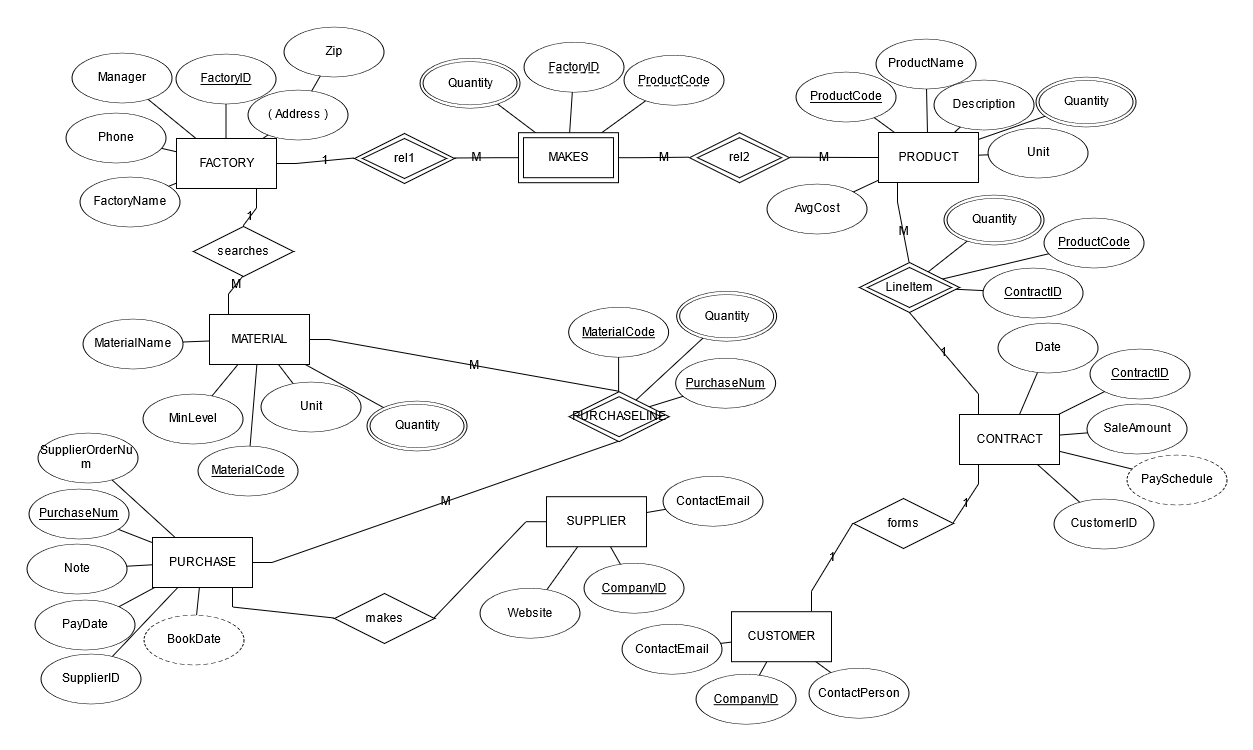 Zip
Manager
FactoryID
Quantity
FactoryID
ProductCode
ProductName
ProductCode
Description
Quantity
( Address )
Phone
FACTORY
1
rel1
M
MAKES
M
rel2
M
PRODUCT
Unit
FactoryName
AvgCost
1
searches
M
Quantity
M
ProductCode
LineItem
ContractID
MaterialName
MATERIAL
MaterialCode
Quantity
M
PurchaseNum
PURCHASELINE
1
Date
ContractID
MinLevel
Unit
Quantity
MaterialCode
CONTRACT
SaleAmount
PaySchedule
CustomerID
SupplierOrderNu
m
PurchaseNum
M
SUPPLIER
ContactEmail
1
forms
1
Note
PURCHASE
PayDate
BookDate
SupplierID
makes
Website
CompanyID
CUSTOMER
ContactEmail
CompanyID
ContactPerson